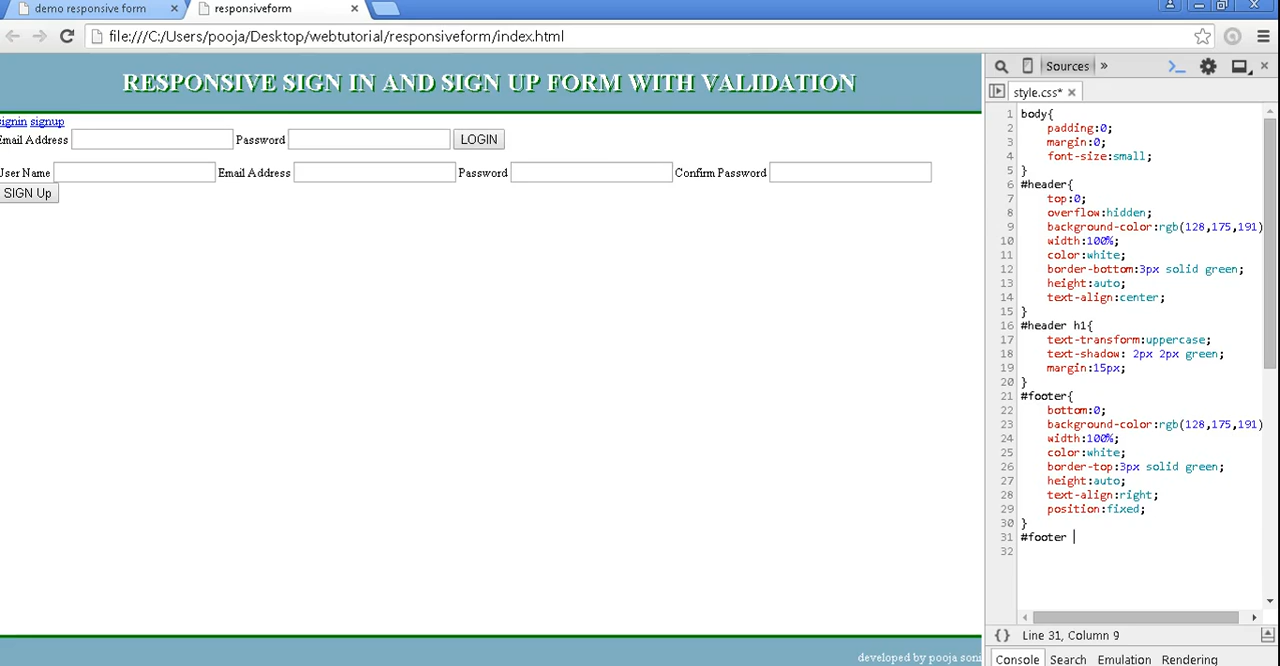 demo responsive form × responsiveform ×
file:///C:/Users/pooja/Desktop/webtutorial/responsiveform/index.html
RESPONSIVE SIGN IN AND SIGN UP FORM WITH VALIDATION
signin signup
Email Address Password LOGIN
User Name Email Address Password Confirm Password
SIGN Up
developed by pooja soni
Sources »
style.css* ×
1 body{
2 padding:0;
3 margin:0;
4 font-size:small;
5 }
6 #header{
7 top:0;
8 overflow:hidden;
9 background-color:rgb(128,175,191)
10 width:100%;
11 color:white;
12 border-bottom:3px solid green;
13 height:auto;
14 text-align:center;
15 }
16 #header h1{
17 text-transform:uppercase;
18 text-shadow: 2px 2px green;
19 margin:15px;
20 }
21 #footer{
22 bottom:0;
23 background-color:rgb(128,175,191)
24 width:100%;
25 color:white;
26 border-top:3px solid green;
27 height:auto;
28 text-align:right;
29 position:fixed;
30 }
31 #footer
32
{} Line 31, Column 9
Console Search Emulation Rendering